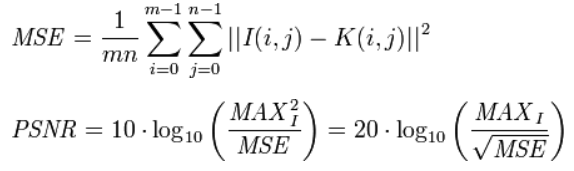 MSE = \frac{1}{mn} \sum_{i=0}^{m-1} \sum_{j=0}^{n-1} ||I(i,j) - K(i,j)||^2
PSNR = 10 \cdot \log_{10} \left( \frac{MAX_I^2}{MSE} \right) = 20 \cdot \log_{10} \left( \frac{MAX_I}{\sqrt{MSE}} \right)